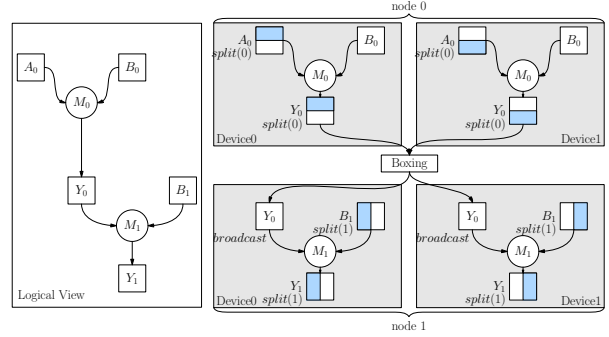 node 0
A0
B0
M0
Y0
B1
M1
Y1
Logical View
A0
split(0)
B0
M0
Y0
split(0)
Device0
A0
split(0)
B0
M0
Y0
split(0)
Device1
Boxing
Y0
broadcast
B1
split(1)
M1
Y1
split(1)
Device0
Y0
broadcast
B1
split(1)
M1
Y1
split(1)
Device1
node 1